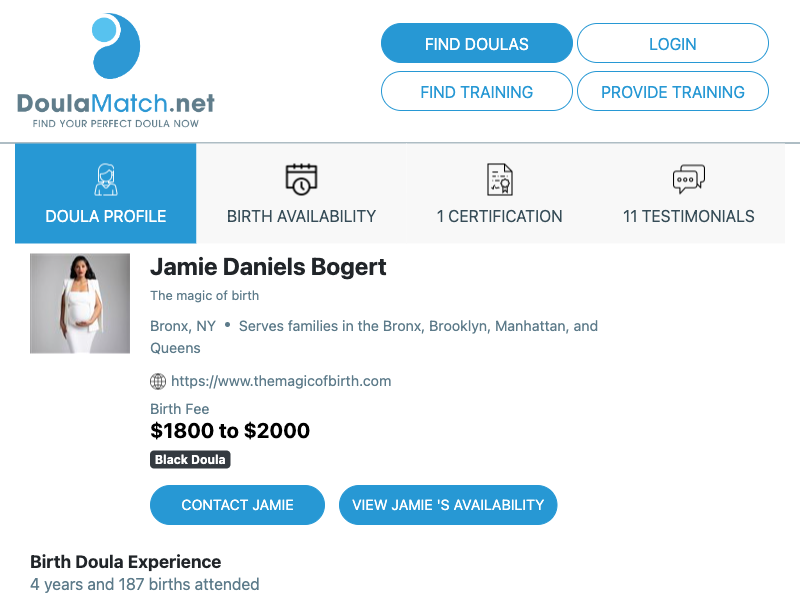 DoulaMatch.net
FIND YOUR PERFECT DOULA NOW
FIND DOULAS
LOGIN
FIND TRAINING
PROVIDE TRAINING
DOULA PROFILE
BIRTH AVAILABILITY
1 CERTIFICATION
11 TESTIMONIALS
Jamie Daniels Bogert
The magic of birth
Bronx, NY • Serves families in the Bronx, Brooklyn, Manhattan, and
Queens
https://www.themagicofbirth.com
Birth Fee
$1800 to $2000
Black Doula
CONTACT JAMIE
VIEW JAMIE 'S AVAILABILITY
Birth Doula Experience
4 years and 187 births attended